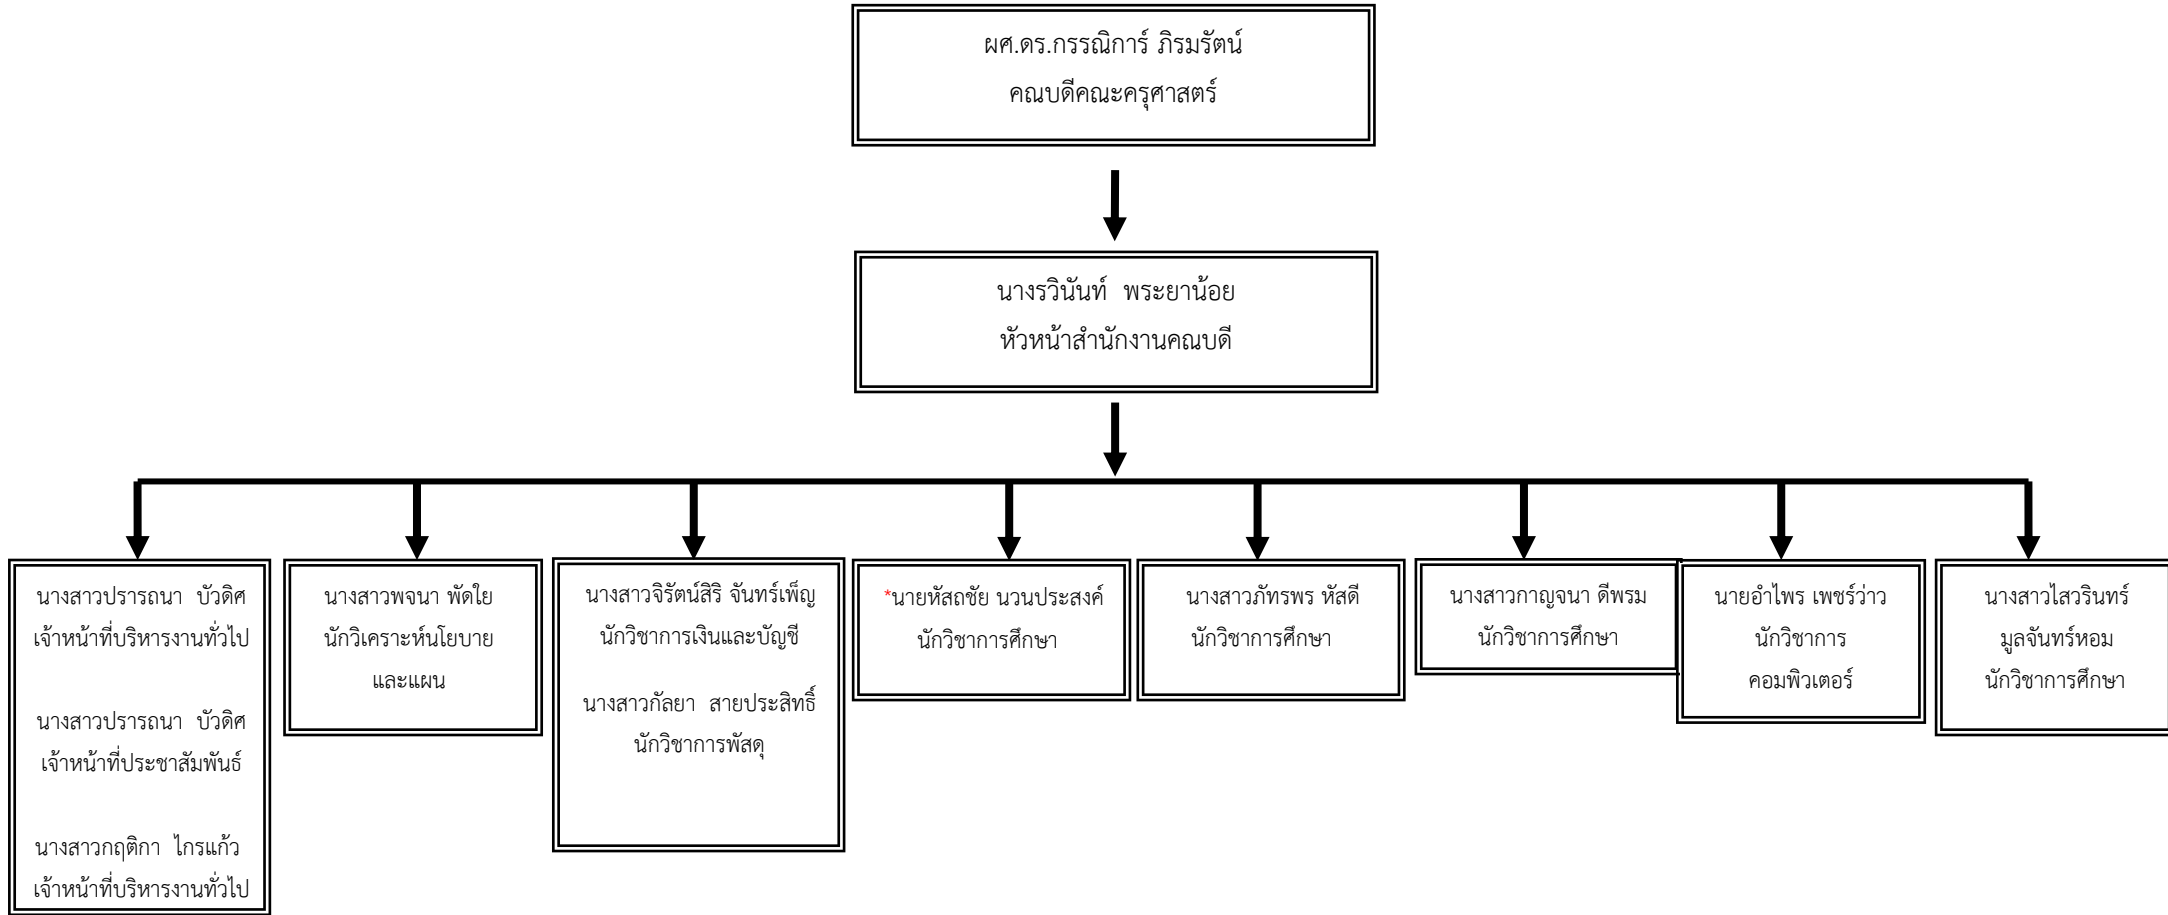 ผศ.ดร.กรรณิการ์ ภิรมรัตน์
คณบดีคณะครุศาสตร์
นางรวินันท์ พระยาน้อย
หัวหน้าสำนักงานคณบดี
นางสาวปรารถนา บัวดิศ
เจ้าหน้าที่บริหารงานทั่วไป
นางสาวปรารถนา บัวดิศ
เจ้าหน้าที่ประชาสัมพันธ์
นางสาวกฤติกา ไกรแก้ว
เจ้าหน้าที่บริหารงานทั่วไป
นางสาวพจนา พัดใย
นักวิเคราะห์นโยบาย
และแผน
นางสาวจิรัตน์สิริ จันทร์เพ็ญ
นักวิชาการเงินและบัญชี
นางสาวกัลยา สายประสิทธิ์
นักวิชาการพัสดุ
*นายหัสถชัย นวนประสงค์
นักวิชาการศึกษา
นางสาวภัทรพร หัสดี
นักวิชาการศึกษา
นางสาวกาญจนา ดีพรม
นักวิชาการศึกษา
นายอำไพร เพชร์ว่าว
นักวิชาการ
คอมพิวเตอร์
นางสาวไสวรินทร์
มูลจันทร์หอม
นักวิชาการศึกษา